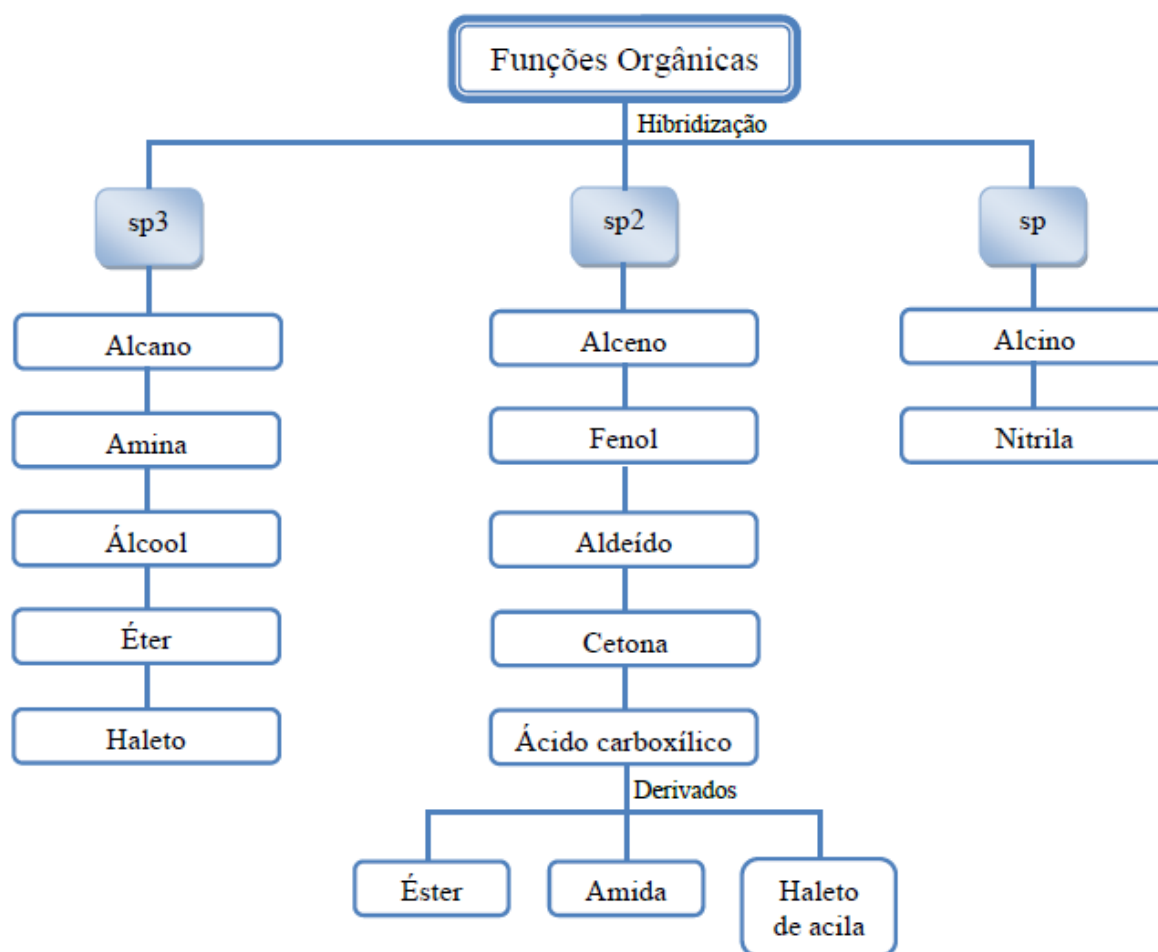 Funções Orgânicas
Hibridização
sp3
sp2
sp
Alcano
Alceno
Alcino
Amina
Fenol
Nitrila
Álcool
Aldeído
Éter
Cetona
Haleto
Ácido carboxílico
Derivados
Éster
Amida
Haleto
de acila